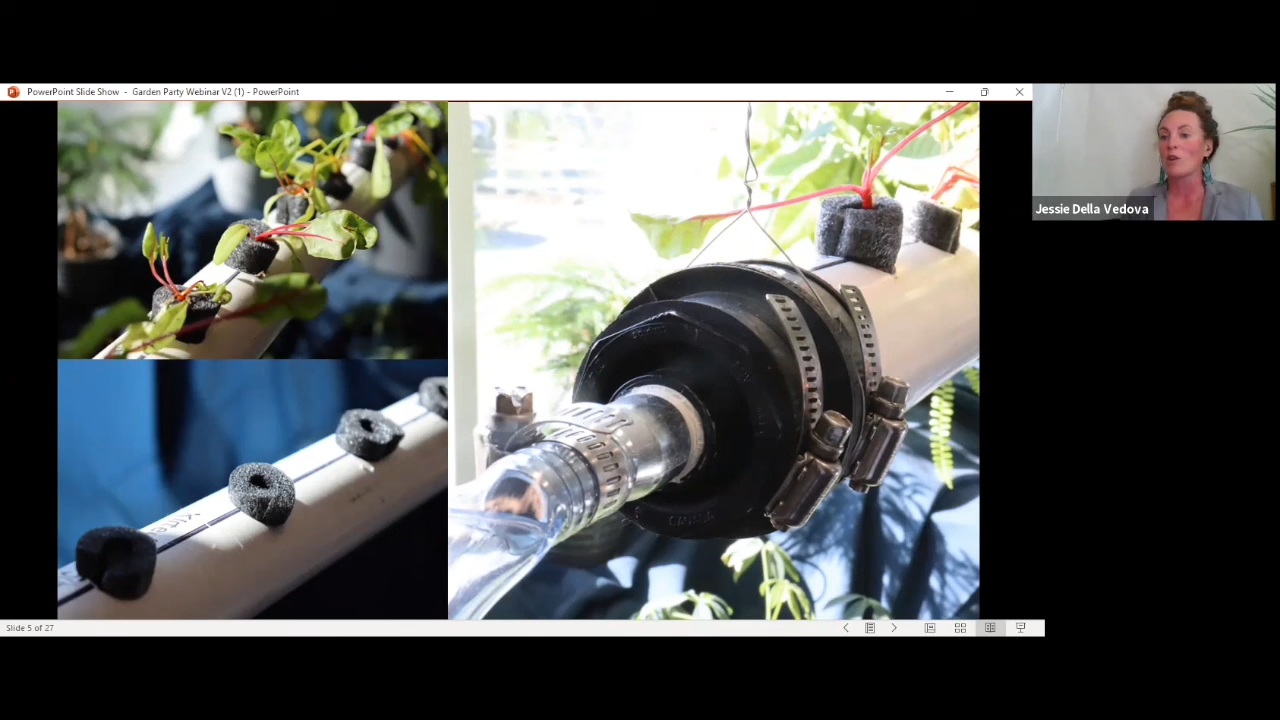 PowerPoint Slide Show - Garden Party Webinar V2 (1) - PowerPoint
Jessie Della Vedova
Slide 5 of 27